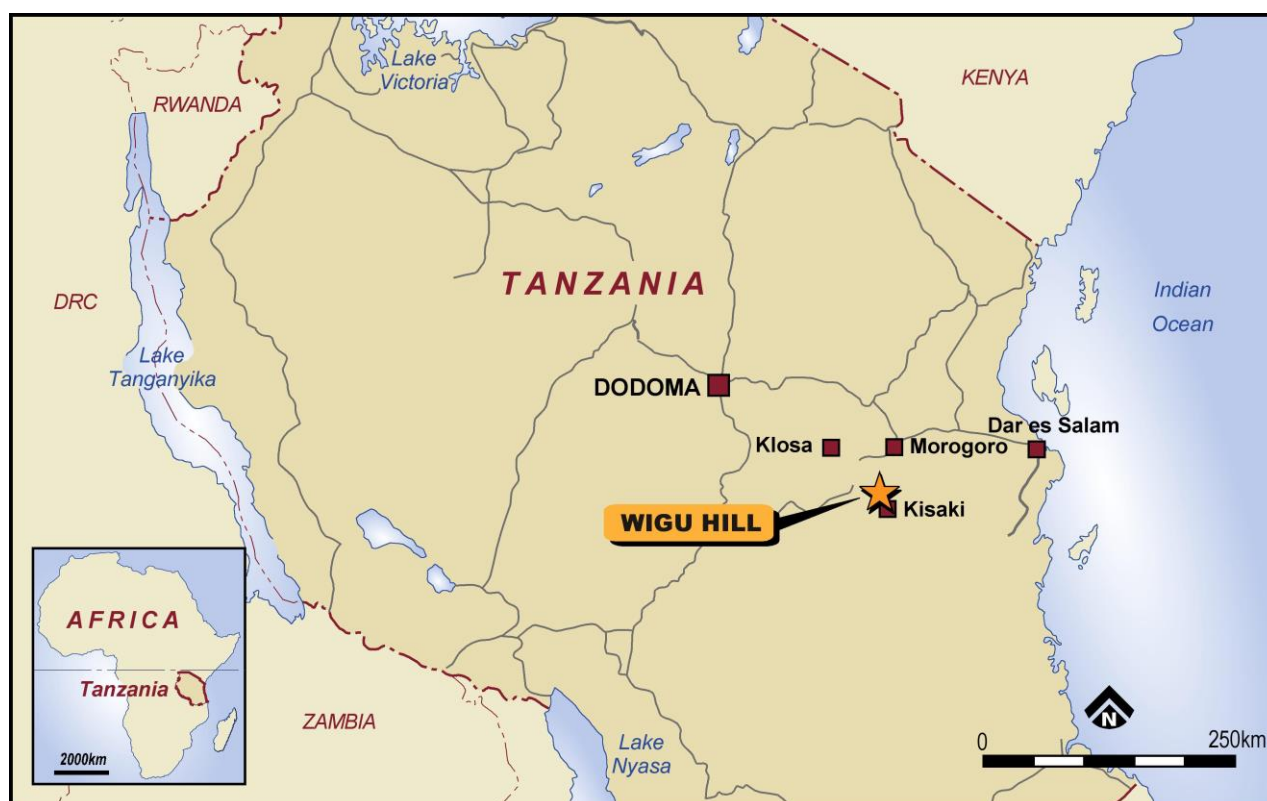 Lake
Victoria
KENYA
RWANDA
TANZANIA
DRC
Indian
Ocean
Lake
Tanganyika
DODOMA
Dar es Salam
Klosa
Morogoro
WIGU HILL
Kisaki
AFRICA
Tanzania
2000km
ZAMBIA
Lake
Nyasa
N
0
250km